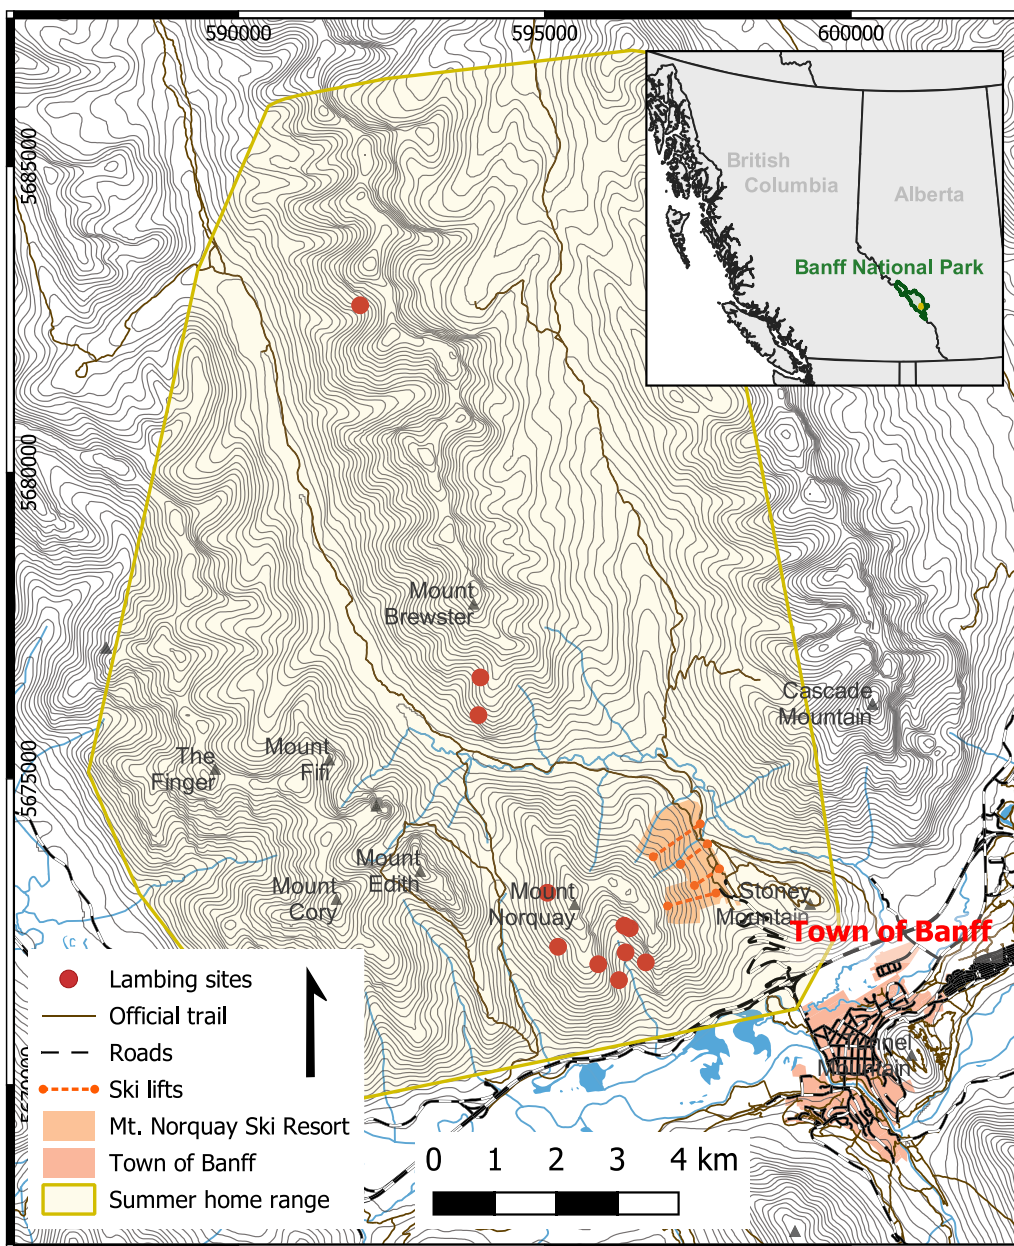 590000
595000
600000
5685000
5680000
5675000
British
Columbia
Alberta
Banff National Park
Mount
Brewster
Cascade
Mountain
The
Finger
Mount
Fifi
Mount
Edith
Mount
Cory
Mount
Norquay
Stoney
Mountain
Town of Banff
Mountain
Lambing sites
Official trail
Roads
Ski lifts
Mt. Norquay Ski Resort
Town of Banff
Summer home range
0 1 2 3 4 km